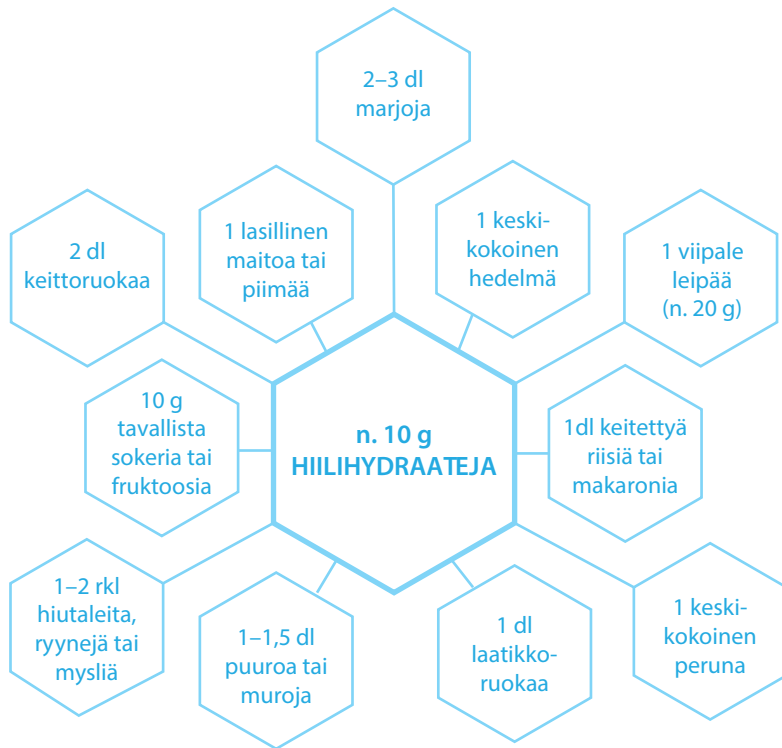 2–3 dl
marjoja
1 lasillinen
maitoa tai
piimää
1 keski-
kokoinen
hedelmä
2 dl
keittoruokaa
1 viipale
leipää
(n. 20 g)
10 g
tavallista
sokeria tai
fruktoosia
n. 10 g
HIILIHYDRAATEJA
1dl keitettyä
riisiä tai
makaronia
1–2 rkl
hiutaleita,
ryynejä tai
mysliä
1–1,5 dl
puuroa tai
muroja
1 dl
laatikko-
ruokaa
1 keski-
kokoinen
peruna